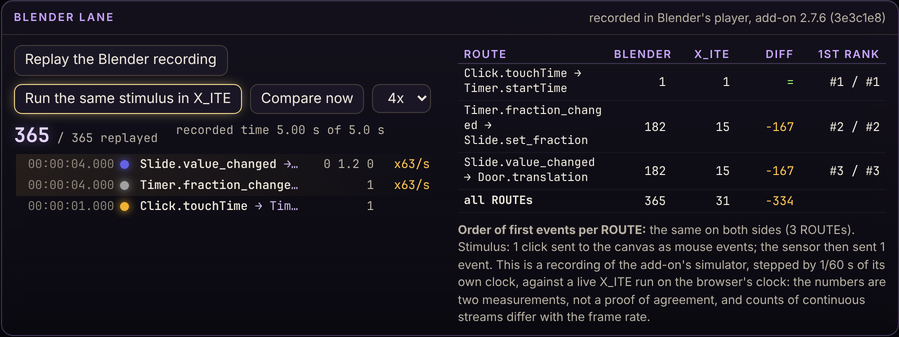 BLENDER LANE
recorded in Blender's player, add-on 2.7.6 (3e3c1e8)
Replay the Blender recording
Run the same stimulus in X_ITE
Compare now
4x
365 / 365 replayed
recorded time 5.00 s of 5.0 s
00:00:04.000 Slide.value_changed →… 0 1.2 0 x63/s
00:00:04.000 Timer.fraction_change… 1 x63/s
00:00:01.000 Click.touchTime → Tim… 1
ROUTE BLENDER X_ITE DIFF 1ST RANK
Click.touchTime →
Timer.startTime
1 1 = #1 / #1
Timer.fraction_chang
ed →
Slide.set_fraction
182 15 -167 #2 / #2
Slide.value_changed
→ Door.translation
182 15 -167 #3 / #3
all ROUTEs 365 31 -334
Order of first events per ROUTE: the same on both sides (3 ROUTEs).
Stimulus: 1 click sent to the canvas as mouse events; the sensor then sent 1
event. This is a recording of the add-on's simulator, stepped by 1/60 s of its
own clock, against a live X_ITE run on the browser's clock: the numbers are
two measurements, not a proof of agreement, and counts of continuous
streams differ with the frame rate.